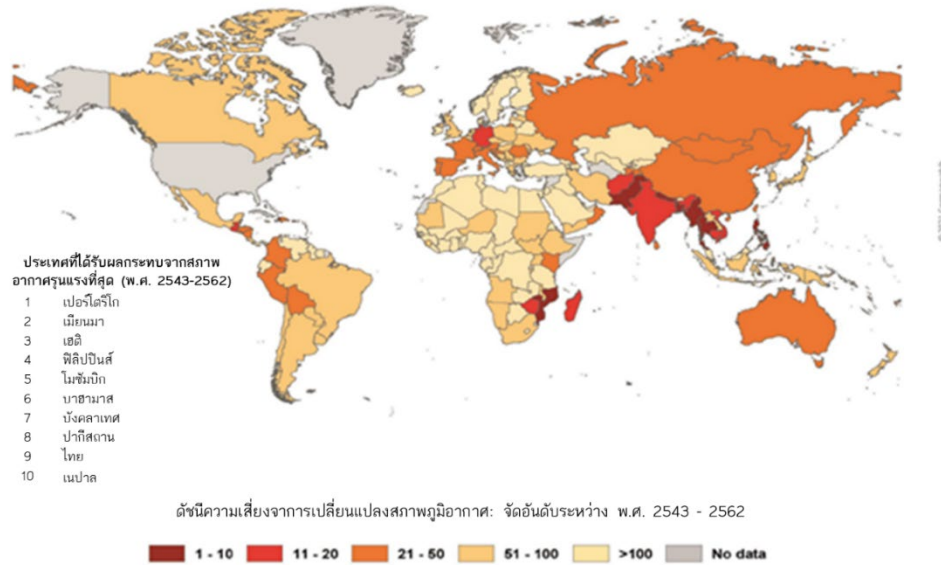 ประเทศที่ได้รับผลกระทบจากสภาพ
อากาศรุนแรงที่สุด (พ.ศ. 2543-2562)
1 เปอร์โตริโก
2 เมียนมา
3 เฮติ
4 ฟิลิปปินส์
5 โมซัมบิก
6 บาฮามาส
7 บังคลาเทศ
8 ปากีสถาน
9 ไทย
10 เนปาล
ดัชนีความเสี่ยงจาการเปลี่ยนแปลงสภาพภูมิอากาศ: จัดอันดับระหว่าง พ.ศ. 2543 - 2562
1 - 10 11 - 20 21 - 50 51 - 100 >100 No data